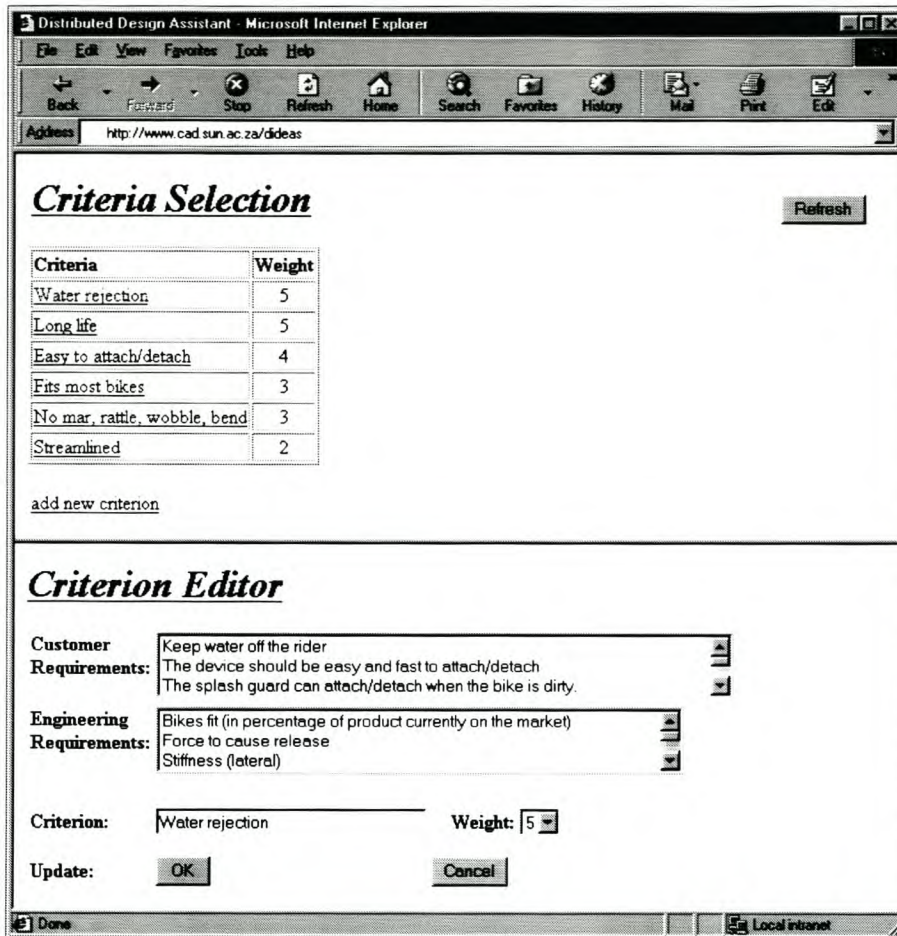 Distributed Design Assistant - Microsoft Internet Explorer
File Edit View Favorites Tools Help
Back Forward Stop Refresh Home Search Favorites History Mail Print Edit
Address http://www.cad.sun.ac.za/dideas
Criteria Selection
Refresh
Criteria Weight
Water rejection 5
Long life 5
Easy to attach/detach 4
Fits most bikes 3
No mar, rattle, wobble, bend 3
Streamlined 2
add new criterion
Criterion Editor
Customer Requirements:
Keep water off the rider
The device should be easy and fast to attach/detach
The splash guard can attach/detach when the bike is dirty.
Engineering Requirements:
Bikes fit (in percentage of product currently on the market)
Force to cause release
Stiffness (lateral)
Criterion: Water rejection Weight: 5
Update: OK Cancel
Done Local intranet